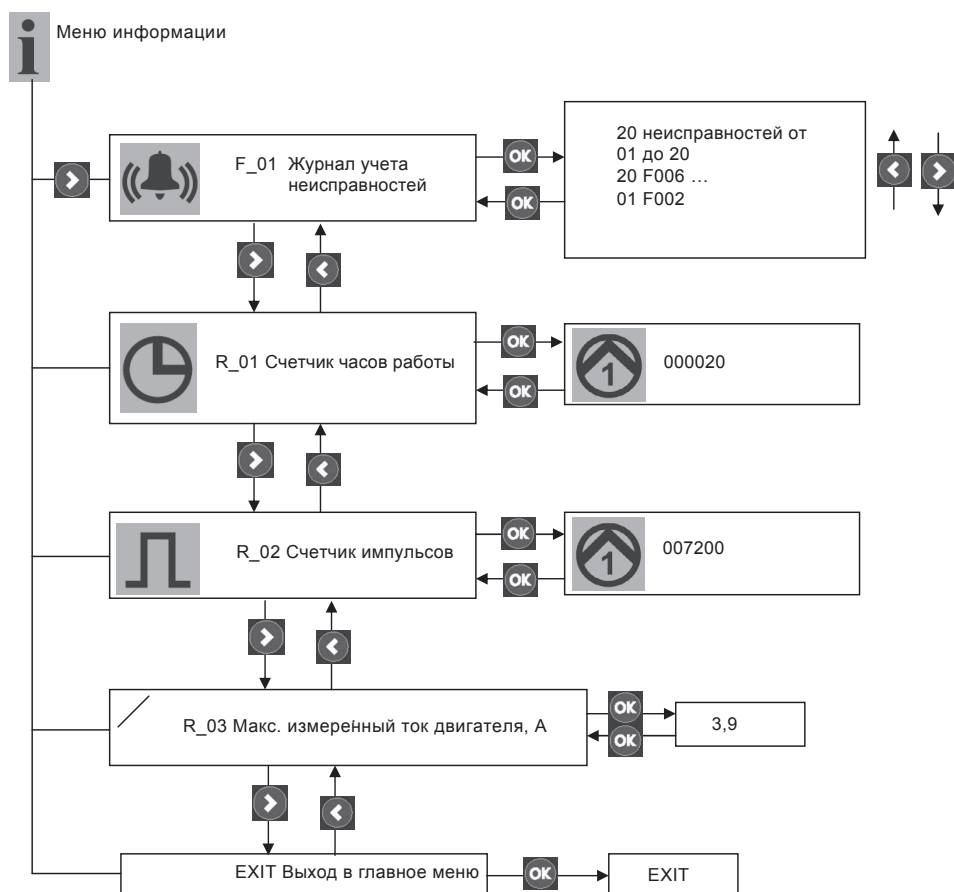 Меню информации
F_01 Журнал учета
неисправностей
OK
OK
20 неисправностей от
01 до 20
20 F006 ...
01 F002
R_01 Счетчик часов работы
OK
OK
1
000020
R_02 Счетчик импульсов
OK
OK
1
007200
R_03 Макс. измеренный ток двигателя, А
OK
OK
3,9
EXIT Выход в главное меню
OK
EXIT